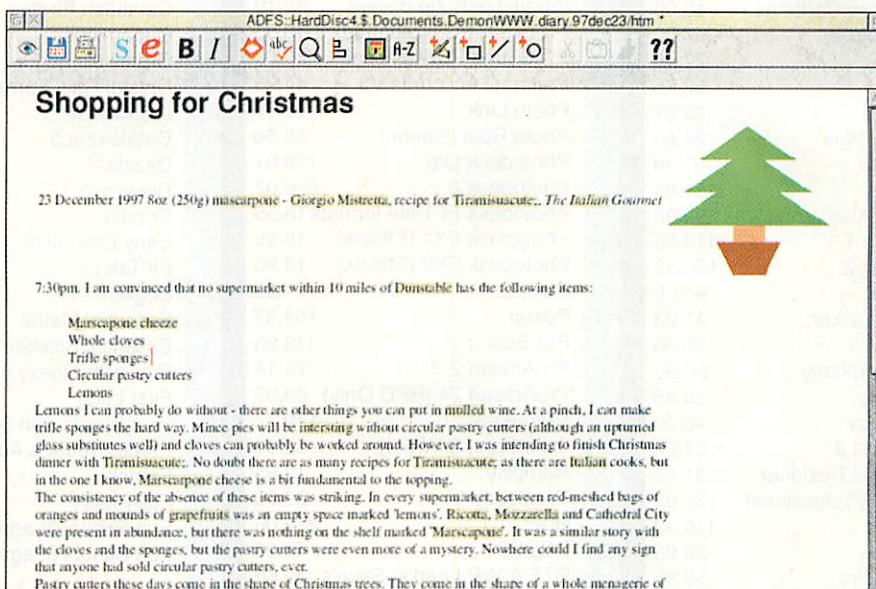 ADFS::HardDisc4.$.Documents.DemonWWW.diary.97dec23/htm *
S e B I abc A-Z ??
Shopping for Christmas
23 December 1997 8oz (250g) mascarpone - Giorgio Mistretta, recipe for Tiramisuacute;. The Italian Gourmet
7:30pm. I am convinced that no supermarket within 10 miles of Dunstable has the following items:
Marscapone cheeze
Whole cloves
Trifle sponges
Circular pastry cutters
Lemons
Lemons I can probably do without - there are other things you can put in mulled wine. At a pinch, I can make
trifle sponges the hard way. Mince pies will be intersting without circular pastry cutters (although an upturned
glass substitutes well) and cloves can probably be worked around. However, I was intending to finish Christmas
dinner with Tiramisuacute;. No doubt there are as many recipes for Tiramisuacute; as there are Italian cooks, but
in the one I know, Marscapone cheese is a bit fundamental to the topping.
The consistency of the absence of these items was striking. In every supermarket, between red-meshed bags of
oranges and mounds of grapefruits was an empty space marked 'lemons'. Ricotta, Mozzerella and Cathedral City
were present in abundance, but there was nothing on the shelf marked 'Marscapone'. It was a similar story with
the cloves and the sponges, but the pastry cutters were even more of a mystery. Nowhere could I find any sign
that anyone had sold circular pastry cutters, ever.
Pastry cutters these days come in the shape of Christmas trees. They come in the shape of a whole menagerie of